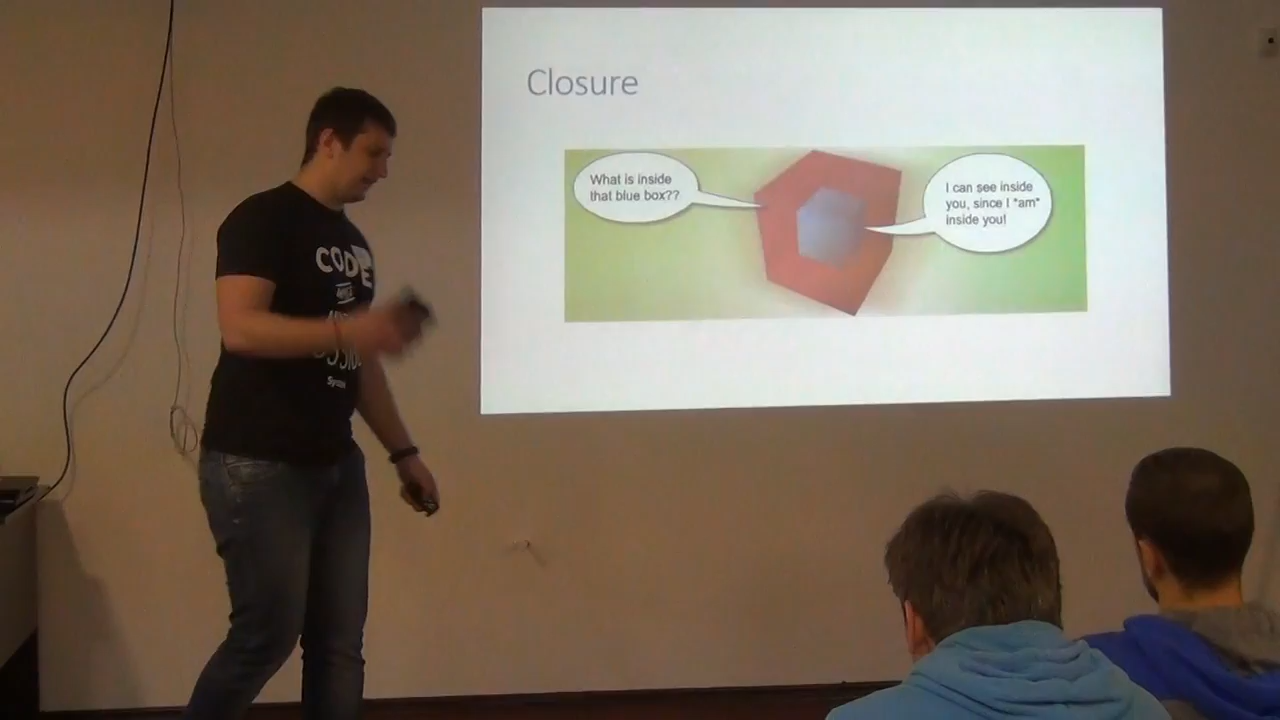 Closure
What is inside
that blue box??
I can see inside
you, since I *am*
inside you!
CODE